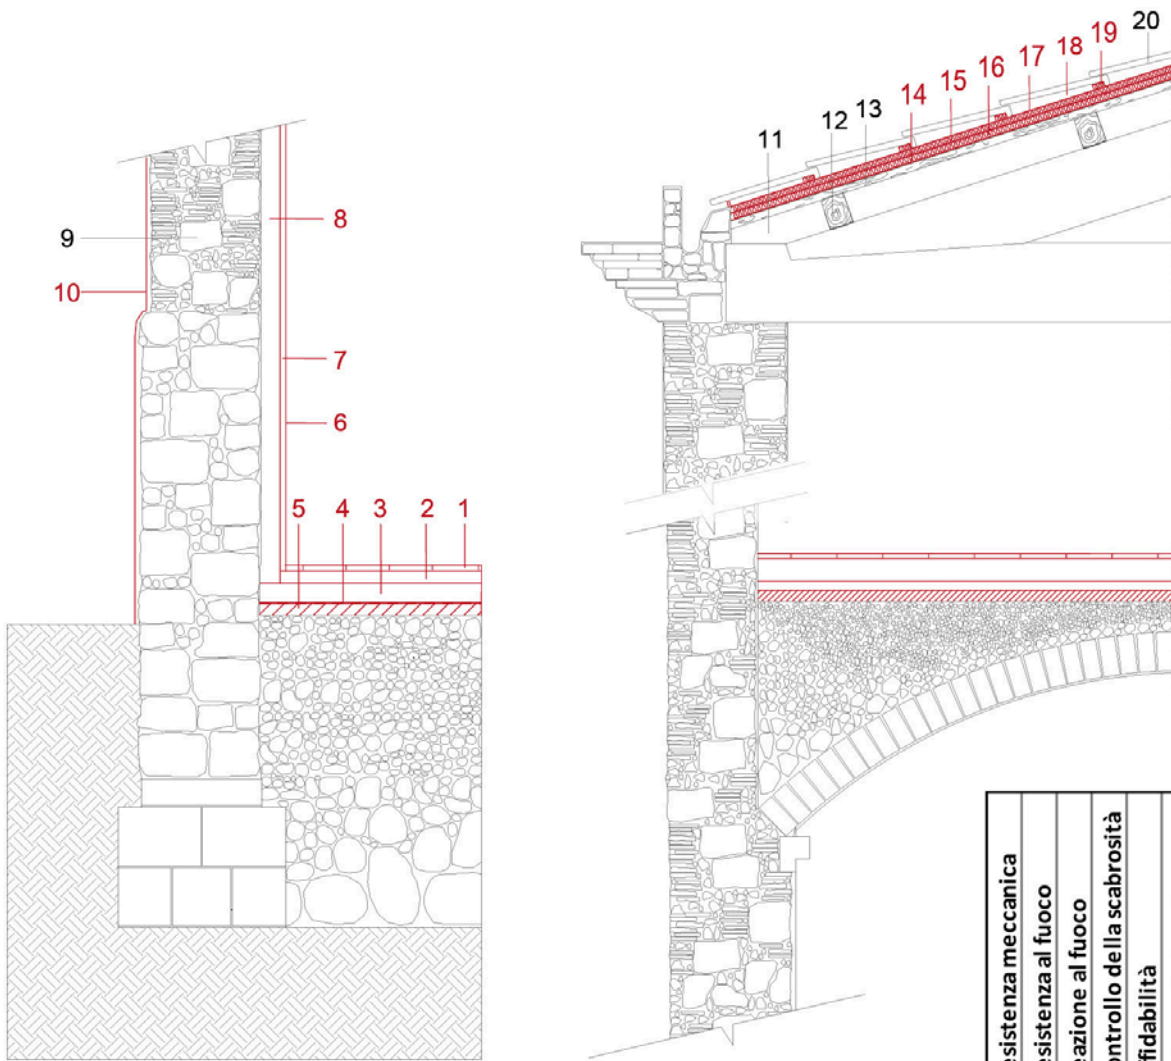 20
19
18
17
16
15
14
13
12
11
8
9
10
7
6
5 4 3 2 1
esistenza meccanica
esistenza al fuoco
eazione al fuoco
ontrollo della scabrosità
ffidabilità